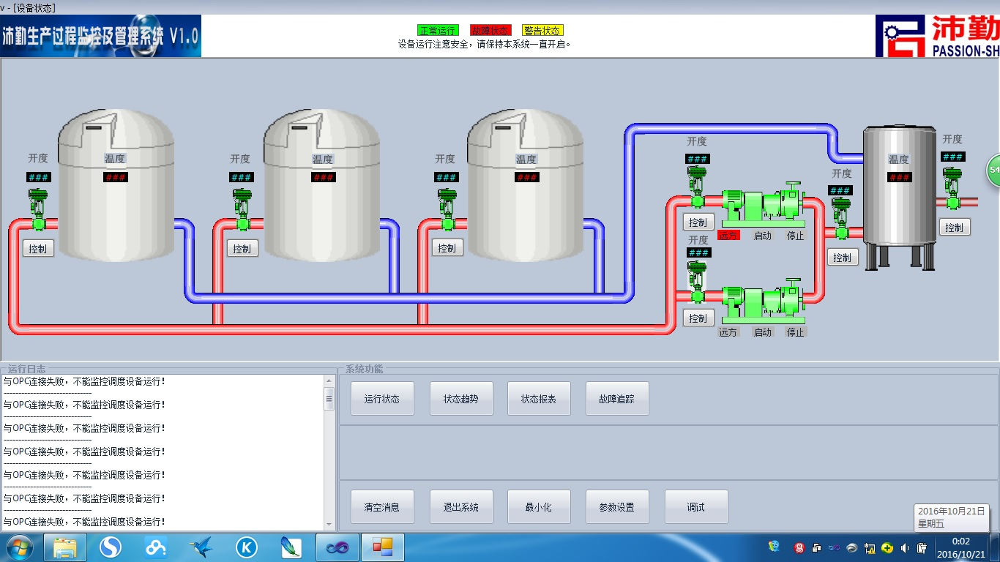 v - [设备状态]
沛勤生产过程监控及管理系统 V1.0
正常运行 故障状态 警告状态
设备运行注意安全，请保持本系统一直开启。
沛勤
PASSION-SH
开度
###
控制
温度
###
开度
###
控制
温度
###
开度
###
控制
温度
###
开度
###
控制
远方 启动 停止
开度
###
控制
远方 启动 停止
开度
###
控制
温度
###
开度
###
控制
54
运行日志
与OPC连接失败，不能监控调度设备运行！
------------------------------
与OPC连接失败，不能监控调度设备运行！
------------------------------
与OPC连接失败，不能监控调度设备运行！
------------------------------
与OPC连接失败，不能监控调度设备运行！
------------------------------
与OPC连接失败，不能监控调度设备运行！
------------------------------
与OPC连接失败，不能监控调度设备运行！
------------------------------
与OPC连接失败，不能监控调度设备运行！
系统功能
运行状态 状态趋势 状态报表 故障追踪
清空消息 退出系统 最小化 参数设置 调试
2016年10月21日
星期五
0:02
2016/10/21